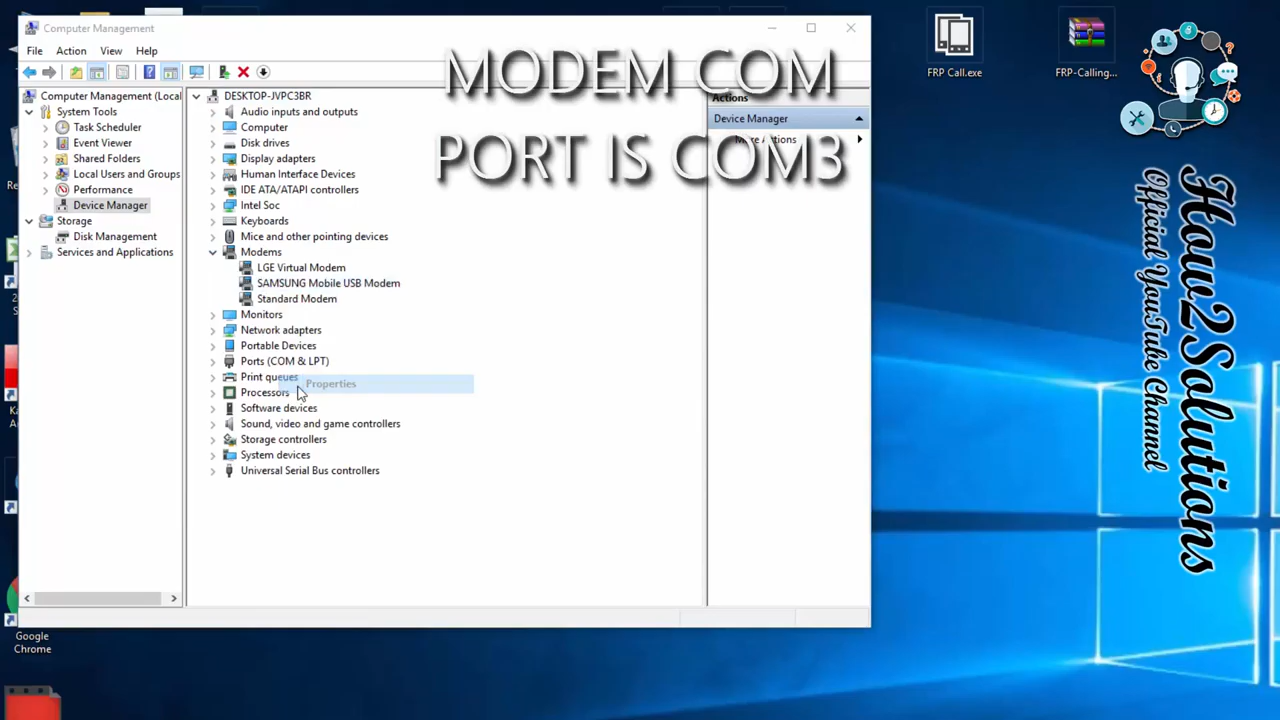 Computer Management
File Action View Help
MODEM COM
PORT IS COM3
Computer Management (Local
System Tools
Task Scheduler
Event Viewer
Shared Folders
Local Users and Groups
Performance
Device Manager
Storage
Disk Management
Services and Applications
DESKTOP-JVPC3BR
Audio inputs and outputs
Computer
Disk drives
Display adapters
Human Interface Devices
IDE ATA/ATAPI controllers
Intel Soc
Keyboards
Mice and other pointing devices
Modems
LGE Virtual Modem
SAMSUNG Mobile USB Modem
Standard Modem
Monitors
Network adapters
Portable Devices
Ports (COM & LPT)
Print queues
Properties
Processors
Software devices
Sound, video and game controllers
Storage controllers
System devices
Universal Serial Bus controllers
Actions
Device Manager
More Actions
FRP Call.exe
FRP-Calling...
How2Solutions
Official YouTube Channel
Google
Chrome